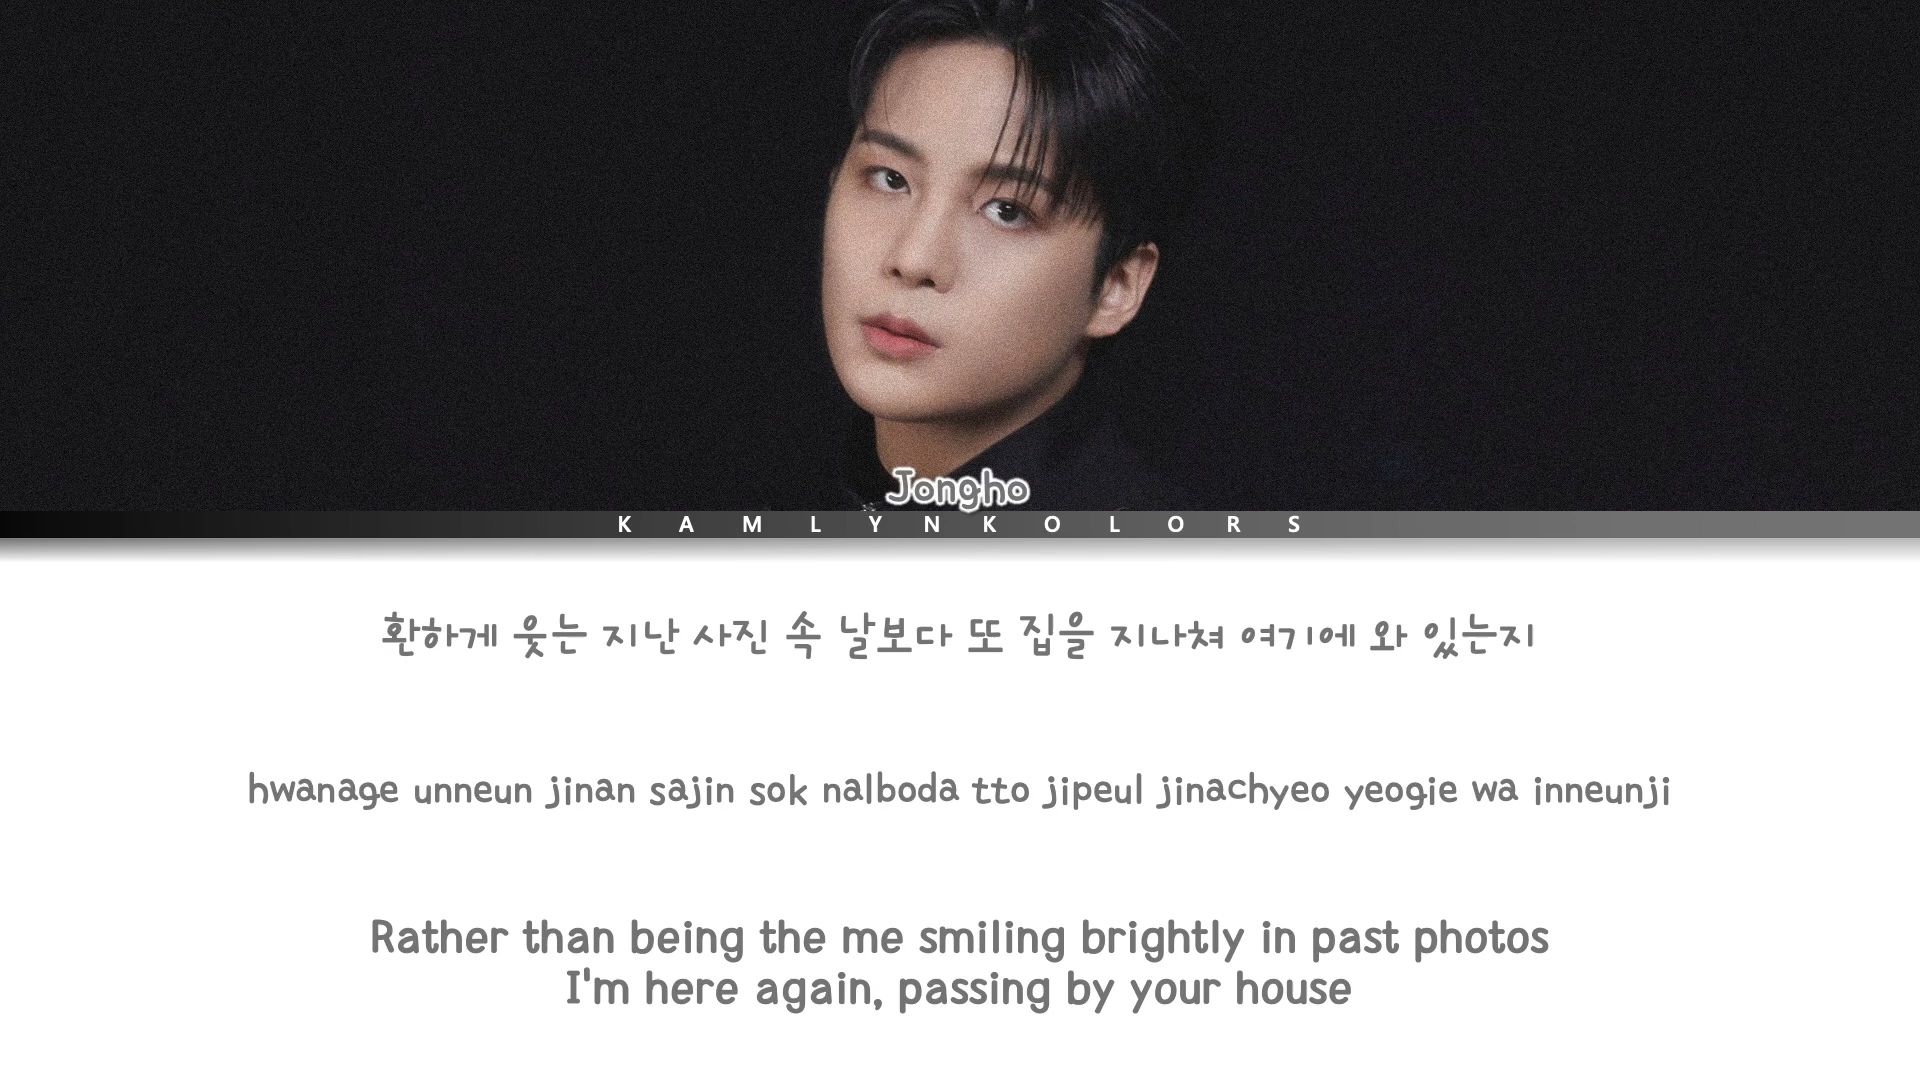 Jongho
KAMLYNKOLORS
환하게 웃는 지난 사진 속 날보다 또 집을 지나쳐 여기에 와 있는지
hwanage unneun jinan sajin sok nalboda tto jipeul jinachyeo yeogie wa inneunji
Rather than being the me smiling brightly in past photos
I'm here again, passing by your house